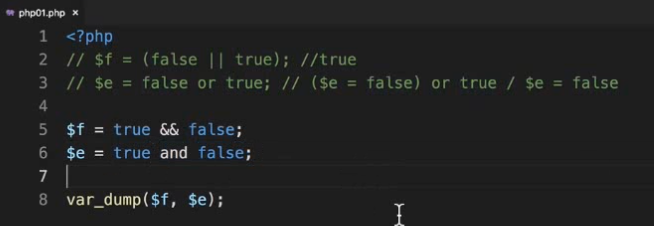 php01.php ×
1 <?php
2 // $f = (false || true); //true
3 // $e = false or true; // ($e = false) or true / $e = false
4
5 $f = true && false;
6 $e = true and false;
7
8 var_dump($f, $e);